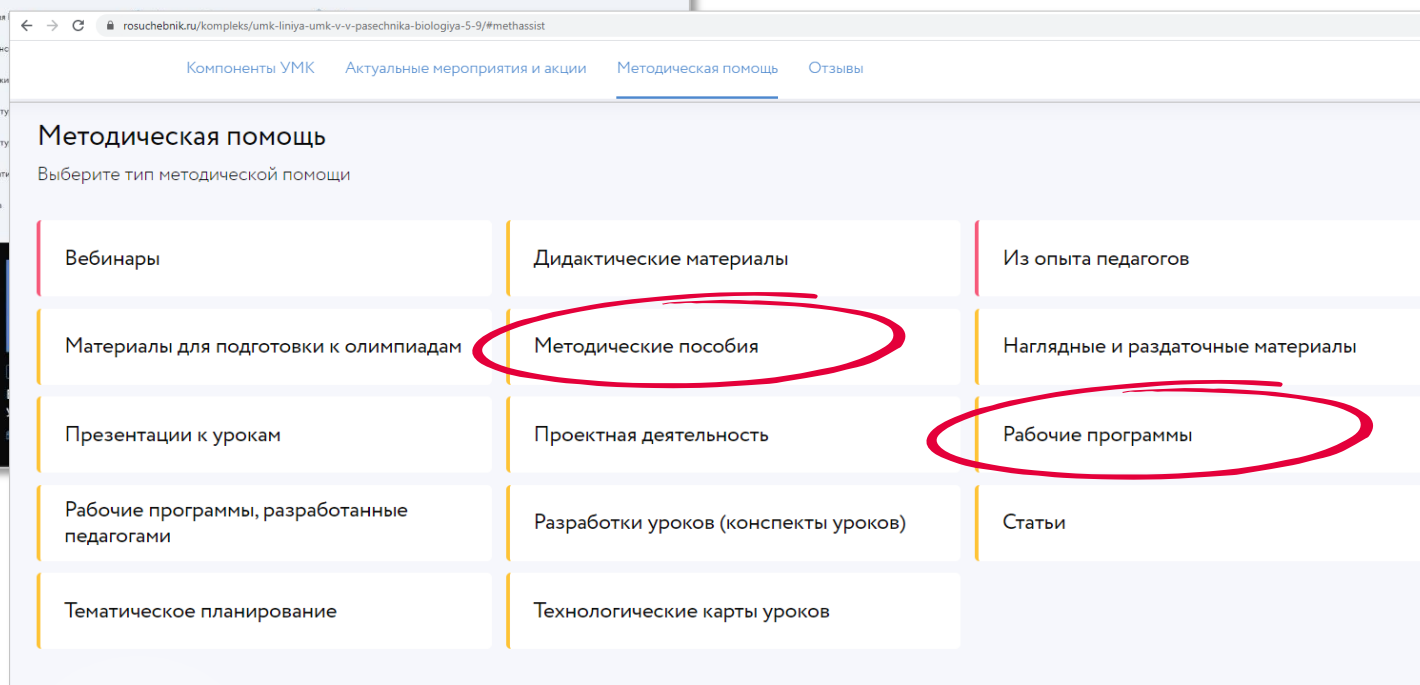 rosuchebnik.ru/kompleks/umk-liniya-umk-v-v-pasechnika-biologiya-5-9/#methassist
Компоненты УМК Актуальные мероприятия и акции Методическая помощь Отзывы
Методическая помощь
Выберите тип методической помощи
Вебинары
Дидактические материалы
Из опыта педагогов
Материалы для подготовки к олимпиадам
Методические пособия
Наглядные и раздаточные материалы
Презентации к урокам
Проектная деятельность
Рабочие программы
Рабочие программы, разработанные
педагогами
Разработки уроков (конспекты уроков)
Статьи
Тематическое планирование
Технологические карты уроков